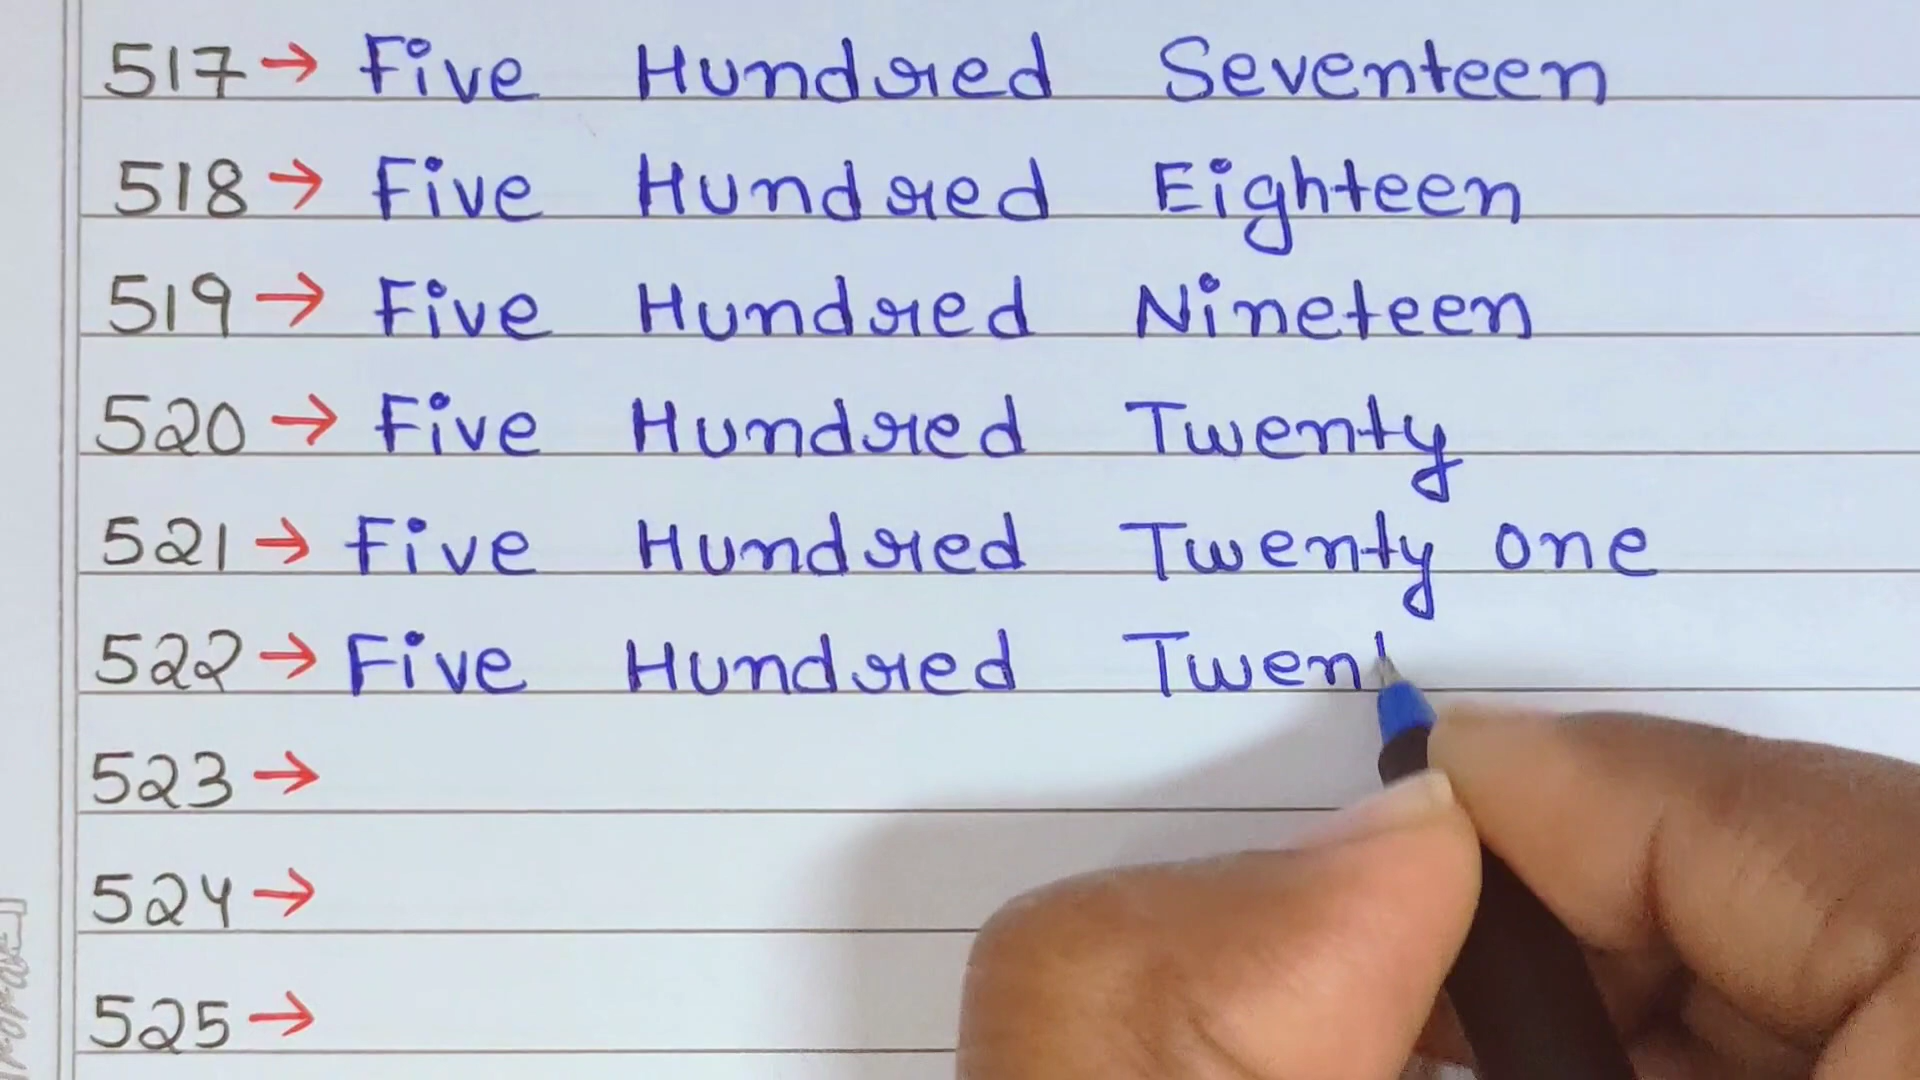 517 → Five Hundred Seventeen
518 → Five Hundred Eighteen
519 → Five Hundred Nineteen
520 → Five Hundred Twenty
521 → Five Hundred Twenty one
522 → Five Hundred Twent
523 →
524 →
525 →